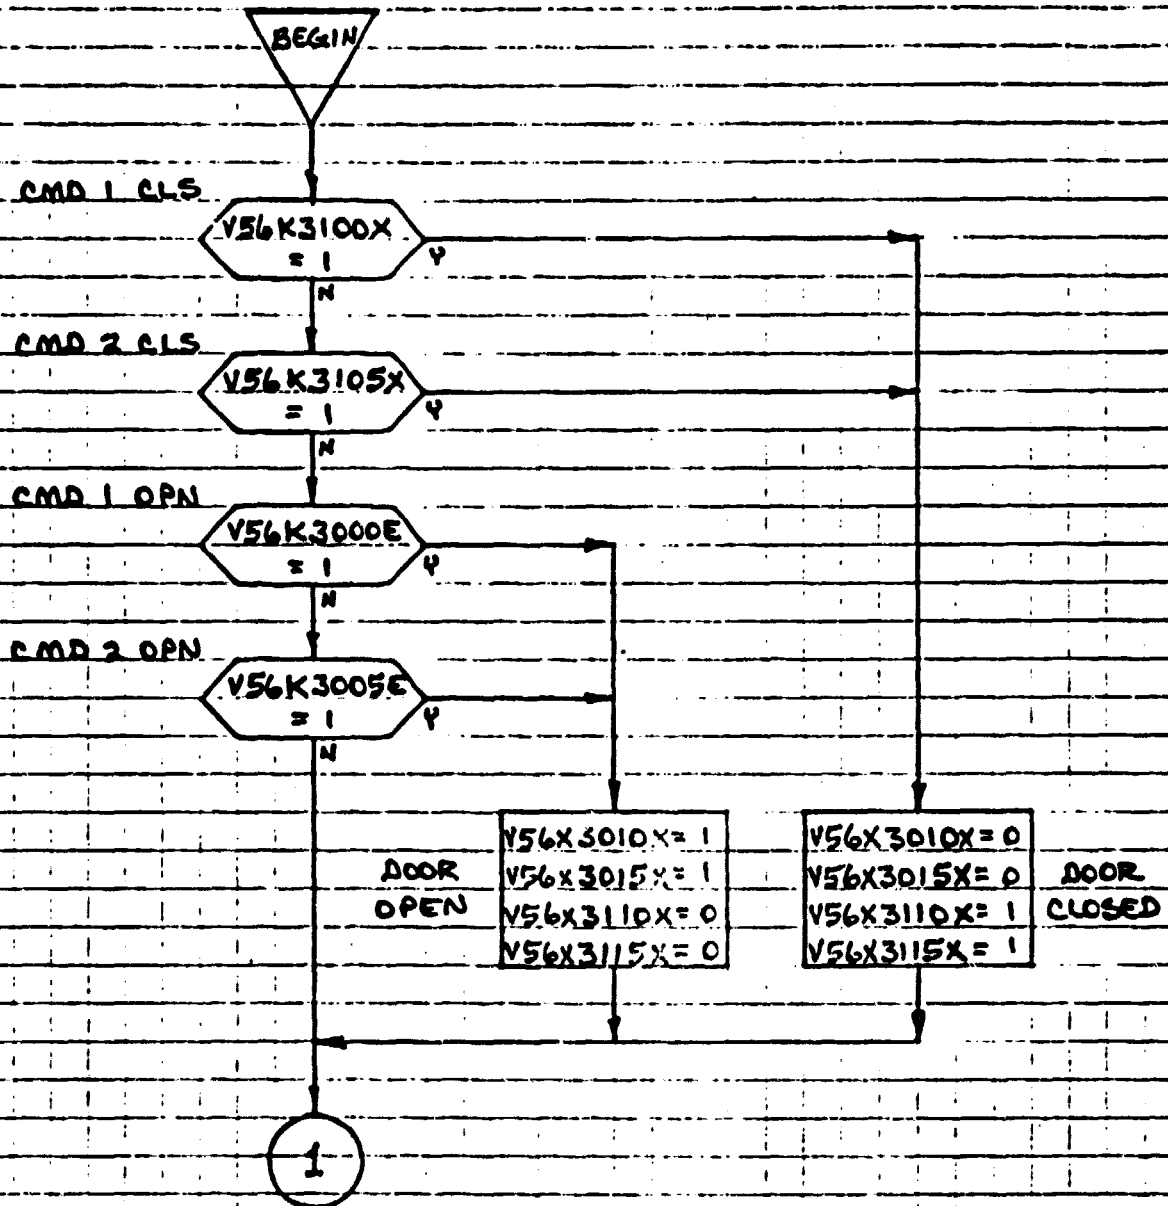 BEGIN
CMD 1 CLS
V56K3100X
= 1
Y
N
CMD 2 CLS
V56K3105X
= 1
Y
N
CMD 1 OPN
V56K3000E
= 1
Y
N
CMD 2 OPN
V56K3005E
= 1
Y
N
DOOR
OPEN
V56X3010X= 1
V56X3015X= 1
V56X3110X= 0
V56X3115X= 0
V56X3010X= 0
V56X3015X= 0
V56X3110X= 1
V56X3115X= 1
DOOR
CLOSED
1